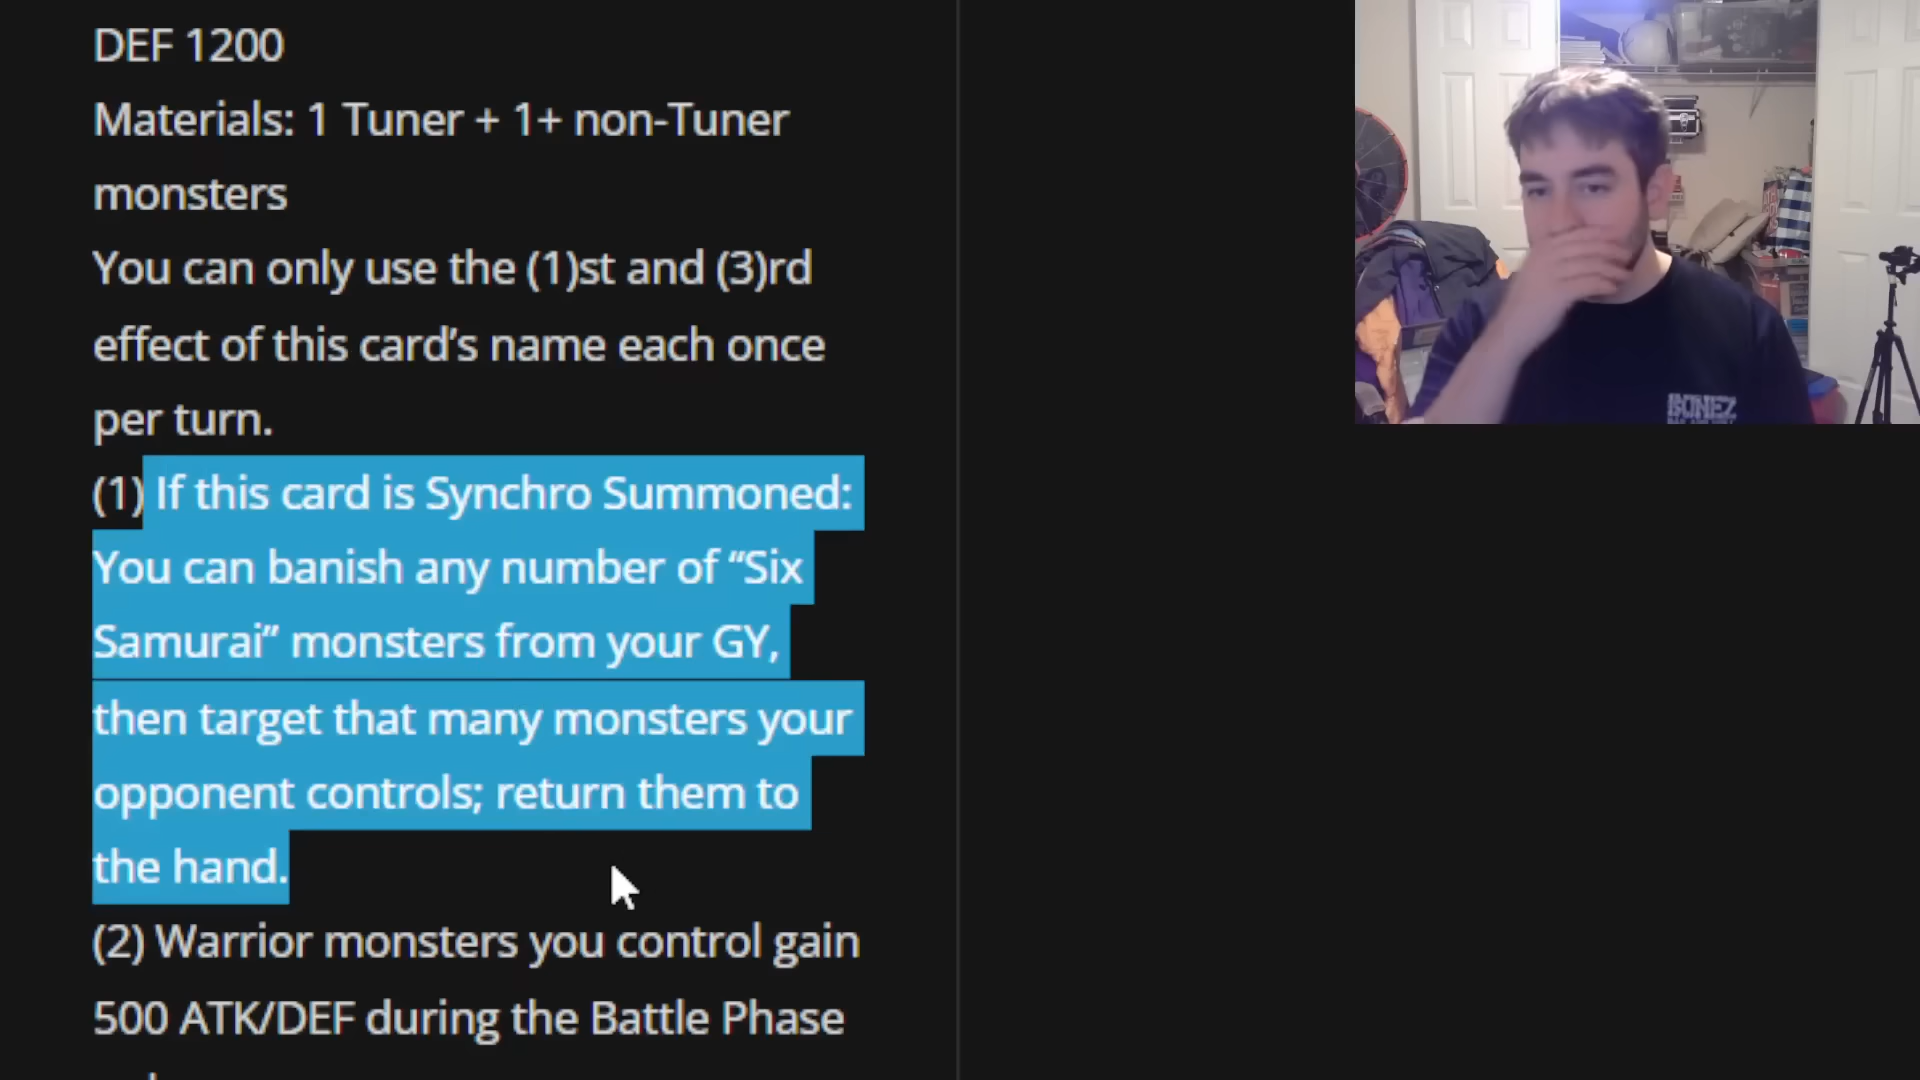 DEF 1200
Materials: 1 Tuner + 1+ non-Tuner
monsters
You can only use the (1)st and (3)rd
effect of this card’s name each once
per turn.
(1) If this card is Synchro Summoned:
You can banish any number of “Six
Samurai” monsters from your GY,
then target that many monsters your
opponent controls; return them to
the hand.
(2) Warrior monsters you control gain
500 ATK/DEF during the Battle Phase
BONEZ